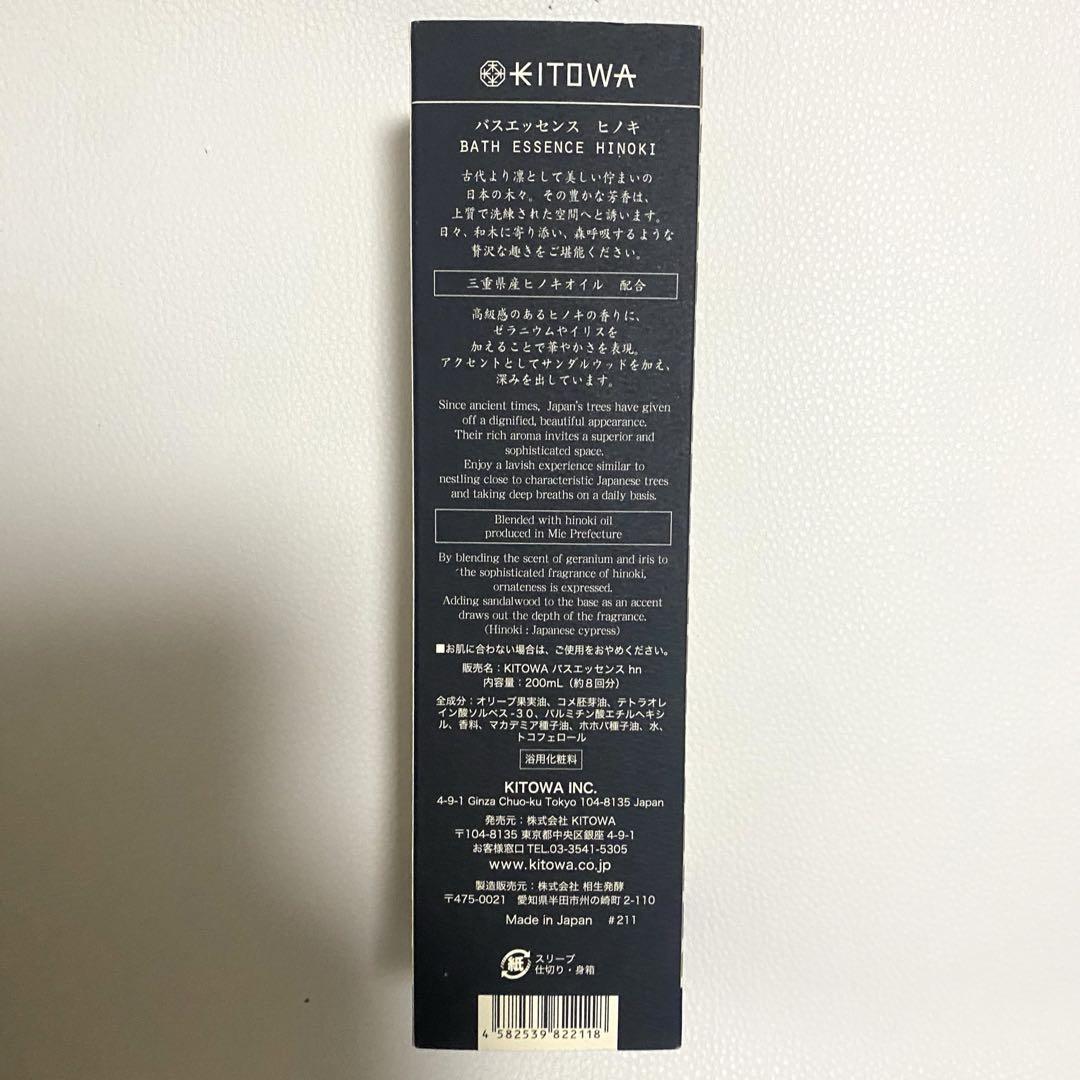 KITOWA
バスエッセンス ヒノキ
BATH ESSENCE HINOKI
古代より凛として美しい佇まいの
日本の木々。その豊かな芳香は、
上質で洗練された空間へと誘います。
日々、和木に寄り添い、森呼吸するような
贅沢な趣きをご堪能ください。
三重県産ヒノキオイル 配合
高級感のあるヒノキの香りに、
ゼラニウムやイリスを
加えることで華やかさを表現。
アクセントとしてサンダルウッドを加え、
深みを出しています。
Since ancient times, Japan's trees have given
off a dignified, beautiful appearance.
Their rich aroma invites a superior and
sophisticated space.
Enjoy a lavish experience similar to
nestling close to characteristic Japanese trees
and taking deep breaths on a daily basis.
Blended with hinoki oil
produced in Mie Prefecture
By blending the scent of geranium and iris to
the sophisticated fragrance of hinoki,
ornateness is expressed.
Adding sandalwood to the base as an accent
draws out the depth of the fragrance.
(Hinoki : Japanese cypress)
■お肌に合わない場合は、ご使用をおやめください。
販売名：KITOWA バスエッセンス hn
内容量：200mL（約8回分）
全成分：オリーブ果実油、コメ胚芽油、テトラオレ
イン酸ソルベス-30、パルミチン酸エチルヘキシ
ル、香料、マカデミア種子油、ホホバ種子油、水、
トコフェロール
浴用化粧料
KITOWA INC.
4-9-1 Ginza Chuo-ku Tokyo 104-8135 Japan
発売元：株式会社 KITOWA
〒104-8135 東京都中央区銀座 4-9-1
お客様窓口 TEL.03-3541-5305
www.kitowa.co.jp
製造販売元：株式会社 相生発酵
〒475-0021 愛知県半田市州の崎町 2-110
Made in Japan #211
紙 スリーブ
仕切り・身箱
4 582539 822118